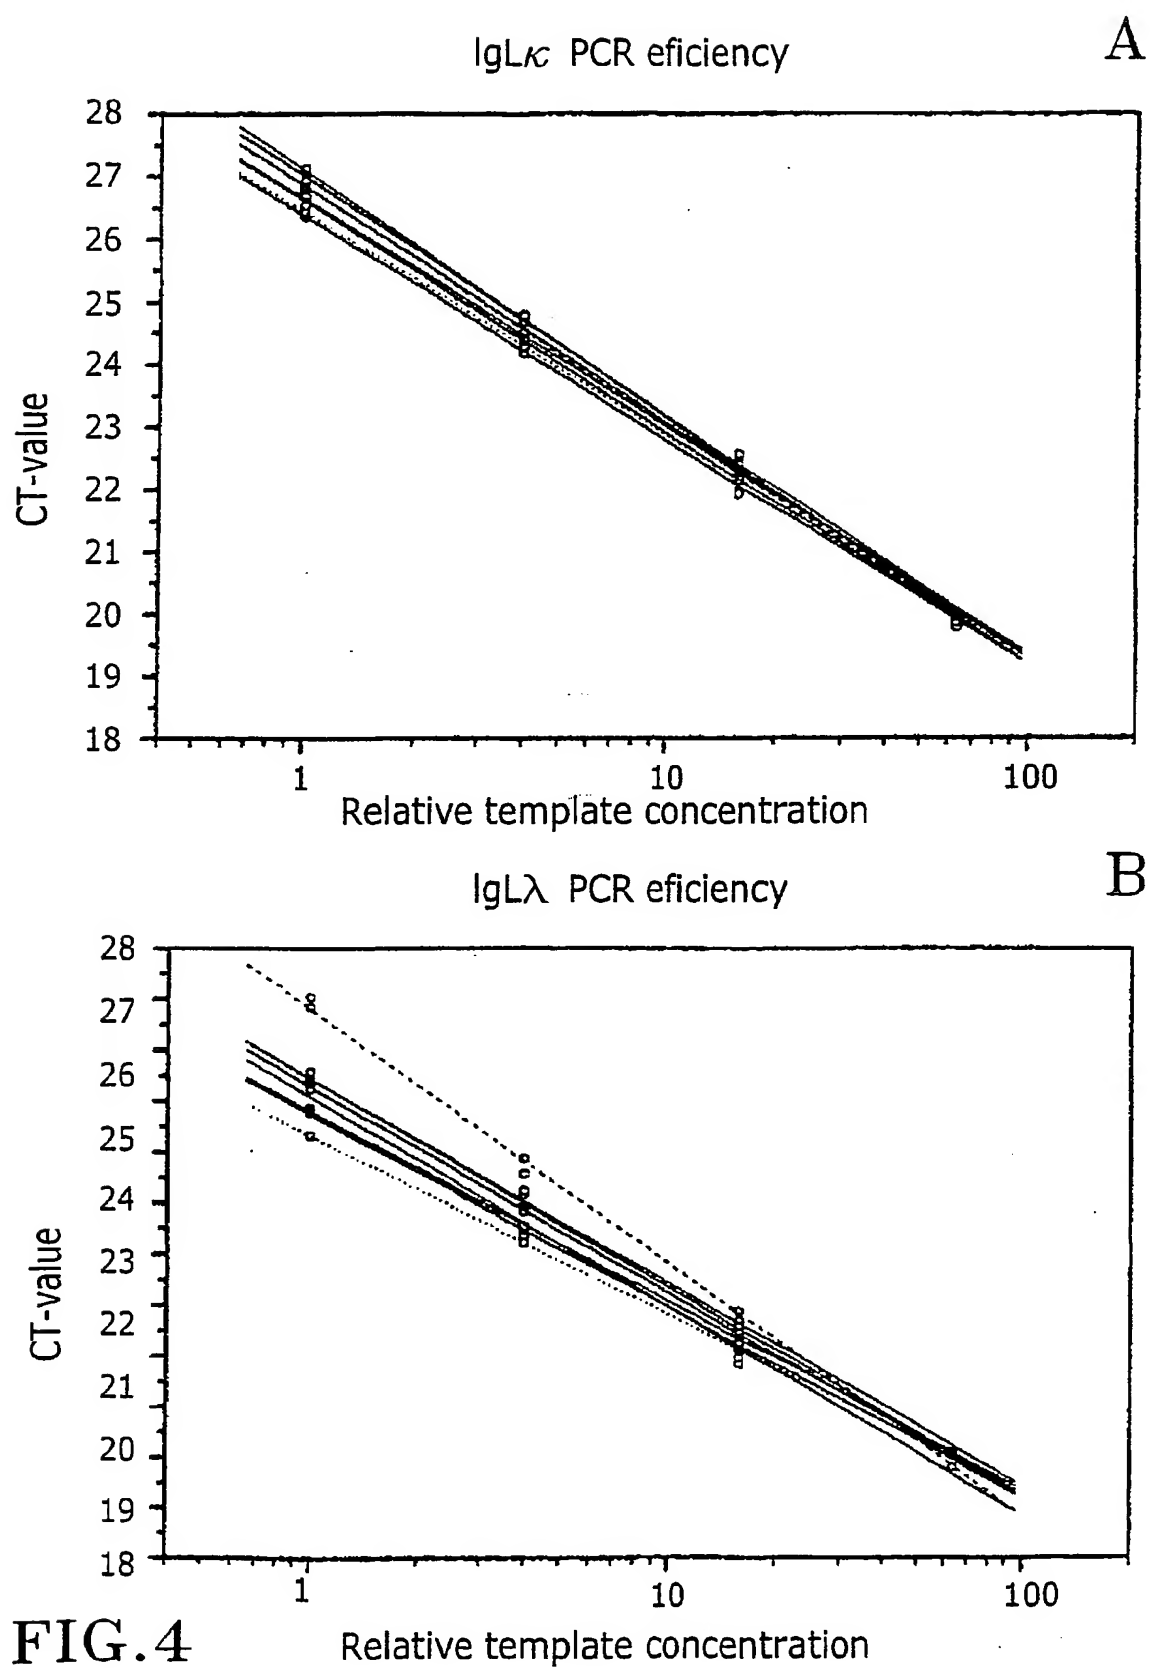 A
IgLκ PCR eficiency
28
27
26
25
24
23
22
21
20
19
18
CT-value
1 10 100
Relative template concentration
B
IgLλ PCR eficiency
28
27
26
25
24
23
22
21
20
19
18
CT-value
1 10 100
Relative template concentration
FIG.4